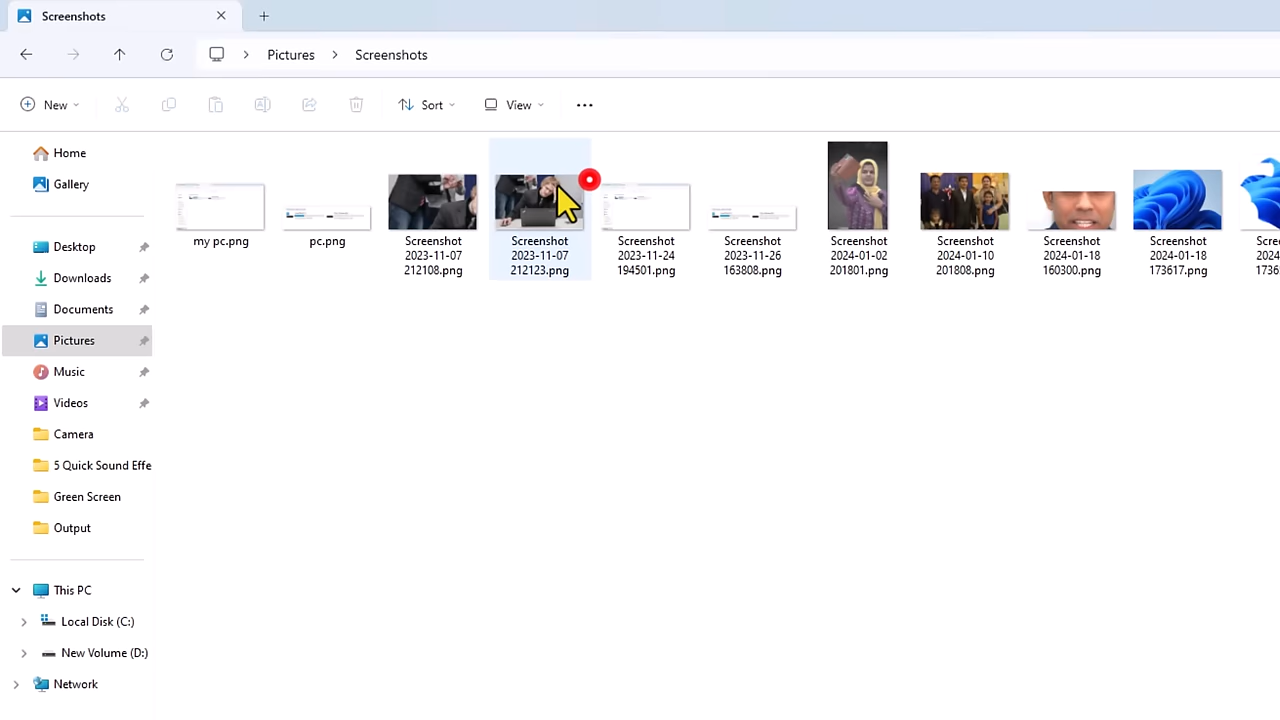 Screenshots
Pictures
Screenshots
New
Sort
View
Home
Gallery
Desktop
Downloads
Documents
Pictures
Music
Videos
Camera
5 Quick Sound Effe
Green Screen
Output
This PC
Local Disk (C:)
New Volume (D:)
Network
my pc.png
pc.png
Screenshot
2023-11-07
212108.png
Screenshot
2023-11-07
212123.png
Screenshot
2023-11-24
194501.png
Screenshot
2023-11-26
163808.png
Screenshot
2024-01-02
201801.png
Screenshot
2024-01-10
201808.png
Screenshot
2024-01-18
160300.png
Screenshot
2024-01-18
173617.png
Scre
2024
1736